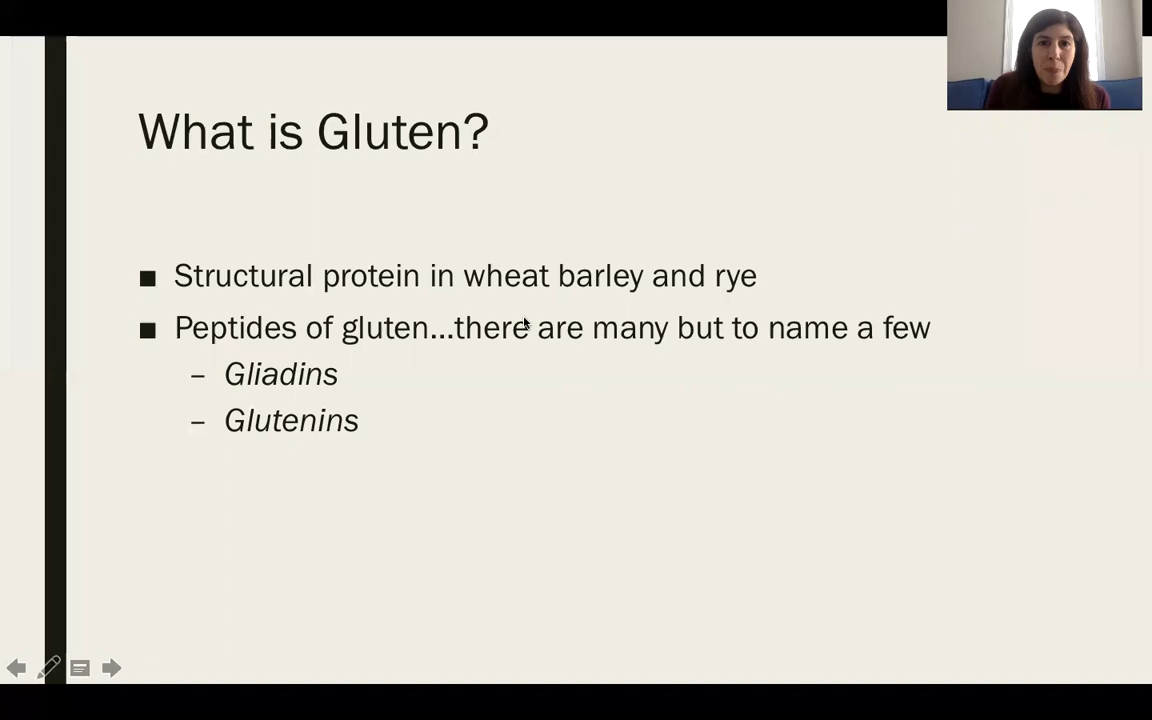 What is Gluten?
■ Structural protein in wheat barley and rye
■ Peptides of gluten...there are many but to name a few
– Gliadins
– Glutenins